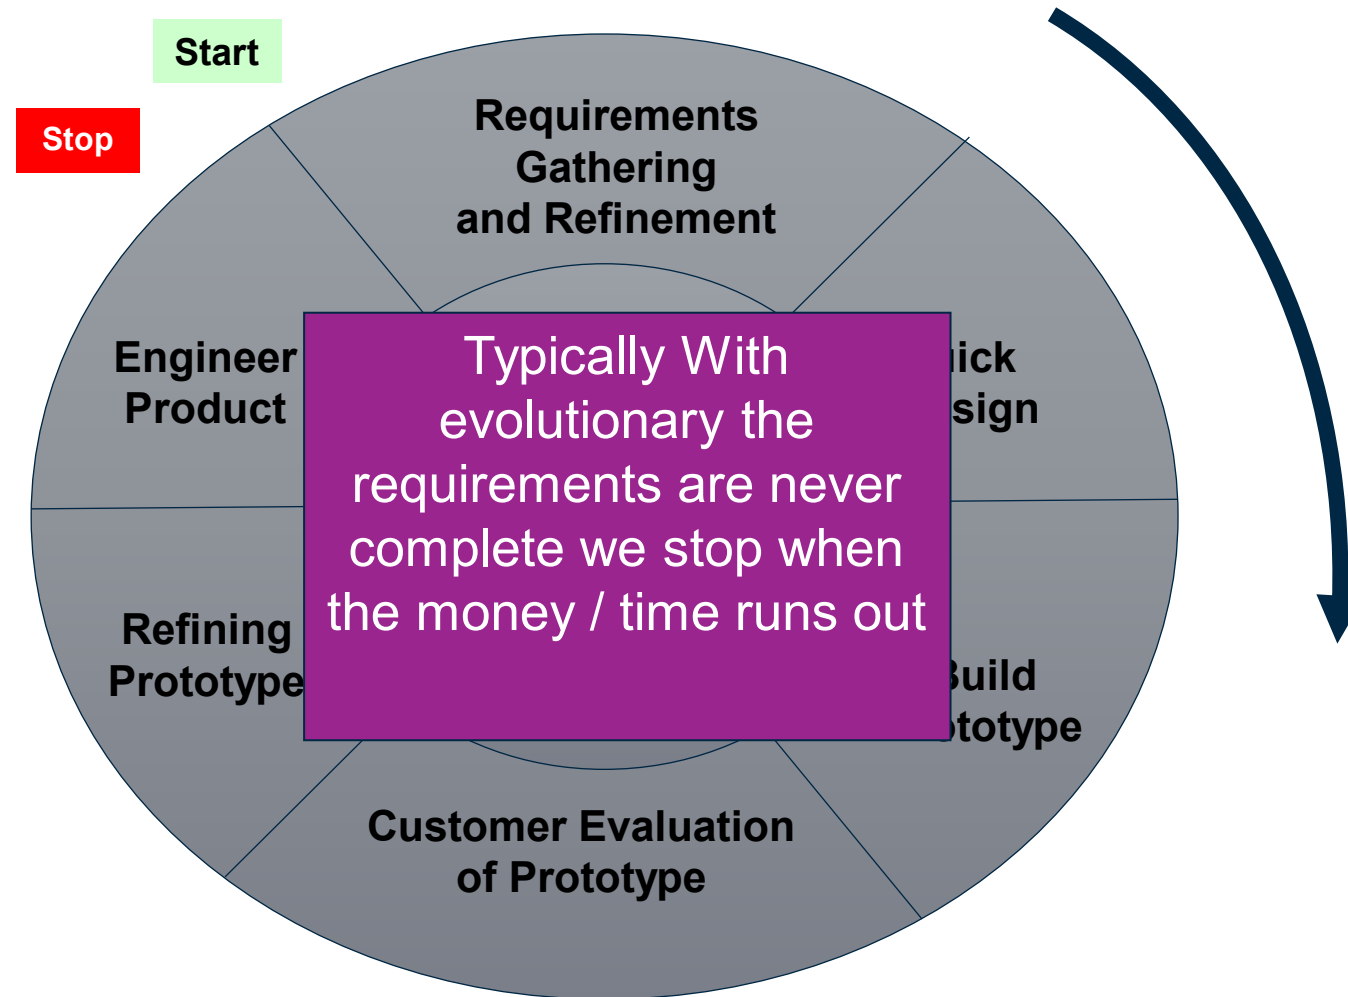 Start
Stop
Requirements
Gathering
and Refinement
Engineer
Product
Typically With
evolutionary the
requirements are never
complete we stop when
the money / time runs out
Refining
Prototype
Customer Evaluation
of Prototype